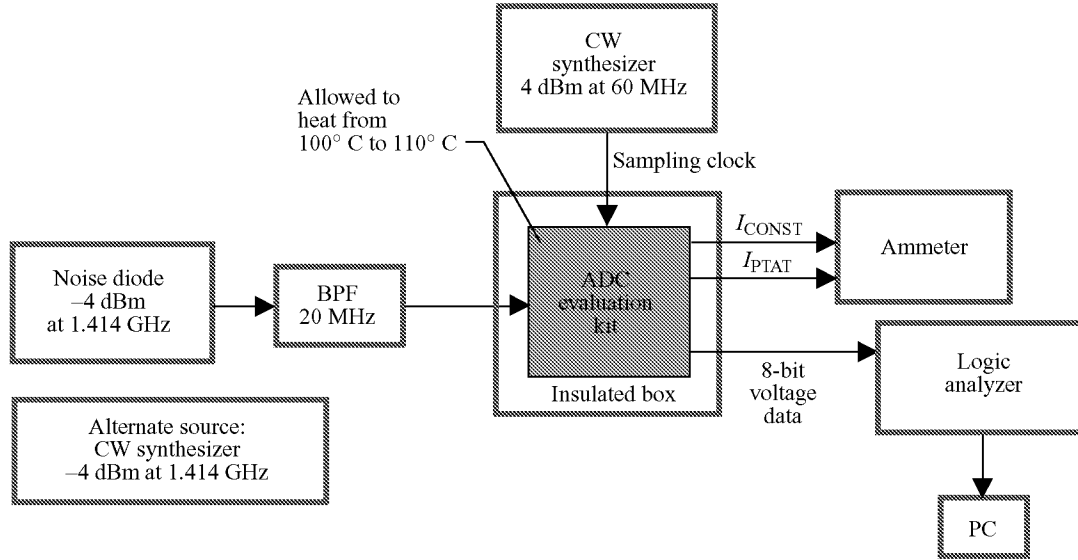 CW
synthesizer
4 dBm at 60 MHz
Allowed to
heat from
100° C to 110° C
Sampling clock
Noise diode
–4 dBm
at 1.414 GHz
BPF
20 MHz
ADC
evaluation
kit
Insulated box
I_CONST
I_PTAT
Ammeter
8-bit
voltage
data
Logic
analyzer
Alternate source:
CW synthesizer
–4 dBm at 1.414 GHz
PC